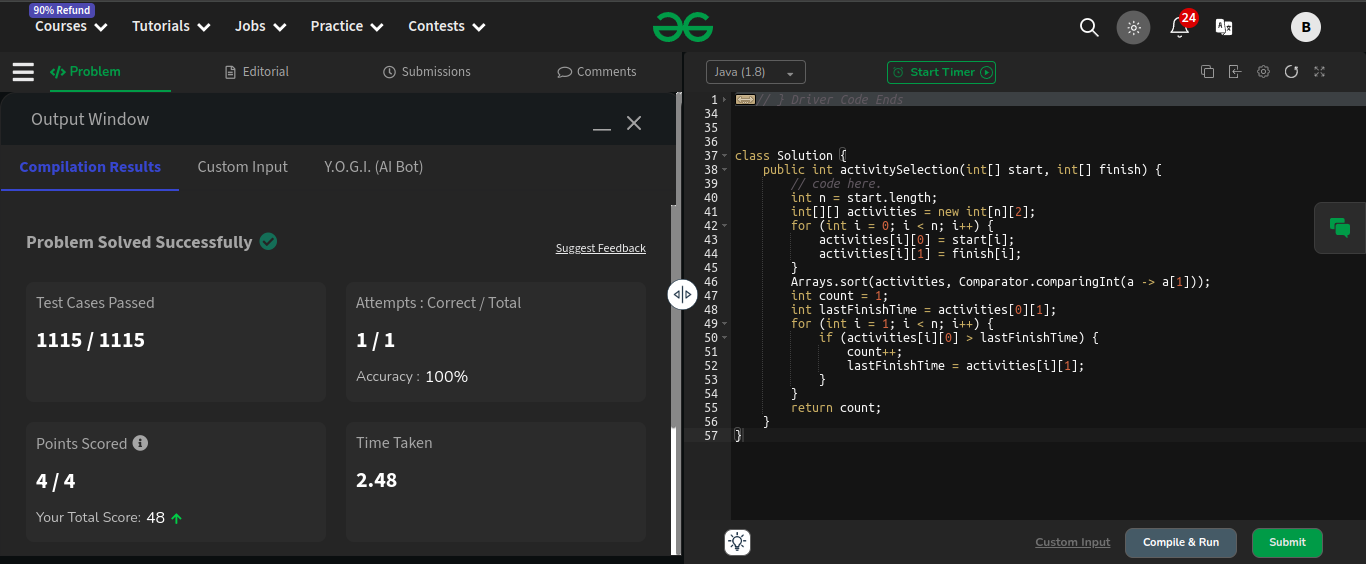 90% Refund
Courses Tutorials Jobs Practice Contests 24 B
</> Problem Editorial Submissions Comments
Output Window
Compilation Results Custom Input Y.O.G.I. (AI Bot)
Problem Solved Successfully
Suggest Feedback
Test Cases Passed
1115 / 1115
Attempts : Correct / Total
1 / 1
Accuracy : 100%
Points Scored
4 / 4
Your Total Score: 48
Time Taken
2.48
Java (1.8) Start Timer
1 // } Driver Code Ends
34
35
36
37 class Solution {
38 public int activitySelection(int[] start, int[] finish) {
39 // code here.
40 int n = start.length;
41 int[][] activities = new int[n][2];
42 for (int i = 0; i < n; i++) {
43 activities[i][0] = start[i];
44 activities[i][1] = finish[i];
45 }
46 Arrays.sort(activities, Comparator.comparingInt(a -> a[1]));
47 int count = 1;
48 int lastFinishTime = activities[0][1];
49 for (int i = 1; i < n; i++) {
50 if (activities[i][0] > lastFinishTime) {
51 count++;
52 lastFinishTime = activities[i][1];
53 }
54 }
55 return count;
56 }
57 }
Custom Input Compile & Run Submit